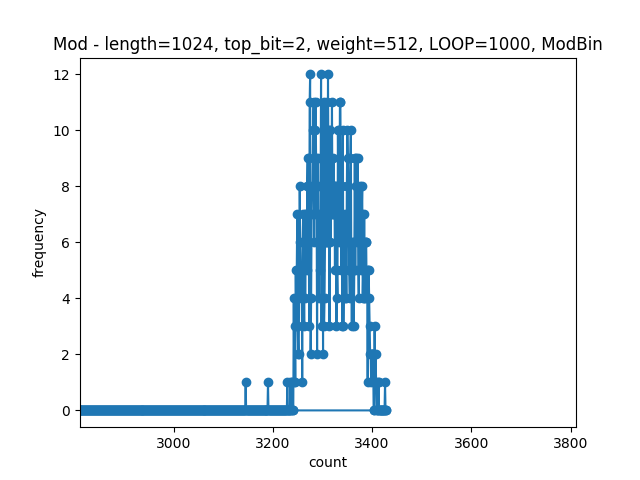 Mod - length=1024, top_bit=2, weight=512, LOOP=1000, ModBin
12
10
8
6
4
2
0
frequency
3000 3200 3400 3600 3800
count